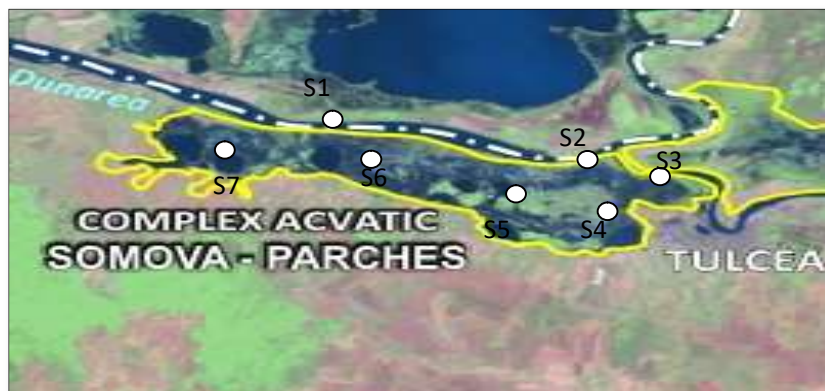 Dunarea
S1
S2
S3
S7
S6
S5
S4
COMPLEX ACVATIC
SOMOVA - PARCHES
TULCEA